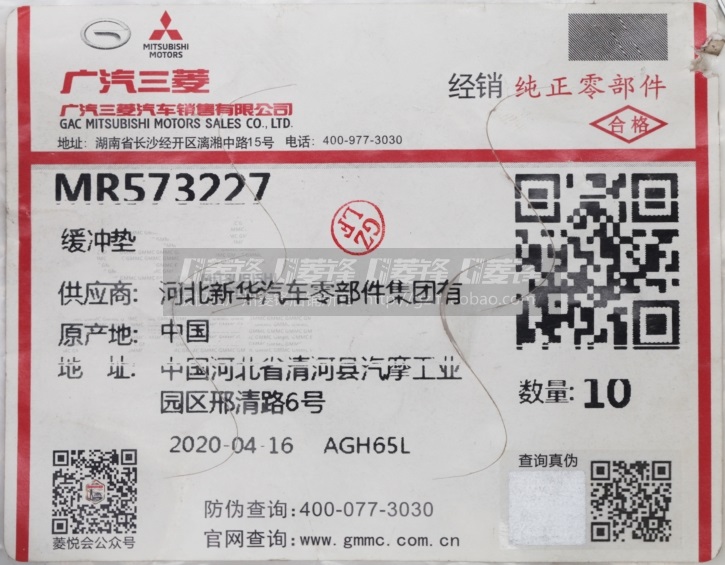 MITSUBISHI
MOTORS
广汽三菱
广汽三菱汽车销售有限公司
GAC MITSUBISHI MOTORS SALES CO., LTD.
地址: 湖南省长沙经开区漓湘中路15号 电话: 400-977-3030
经销 纯正零部件
合格
MR573227
缓冲垫
供应商: 河北新华汽车零部件集团有
原产地: 中国
地 址: 中国河北省清河县汽摩工业
园区邢清路6号
数量: 10
2020-04-16 AGH65L
查询真伪
防伪查询:400-077-3030
官网查询:www.gmmc.com.cn
菱悦会公众号